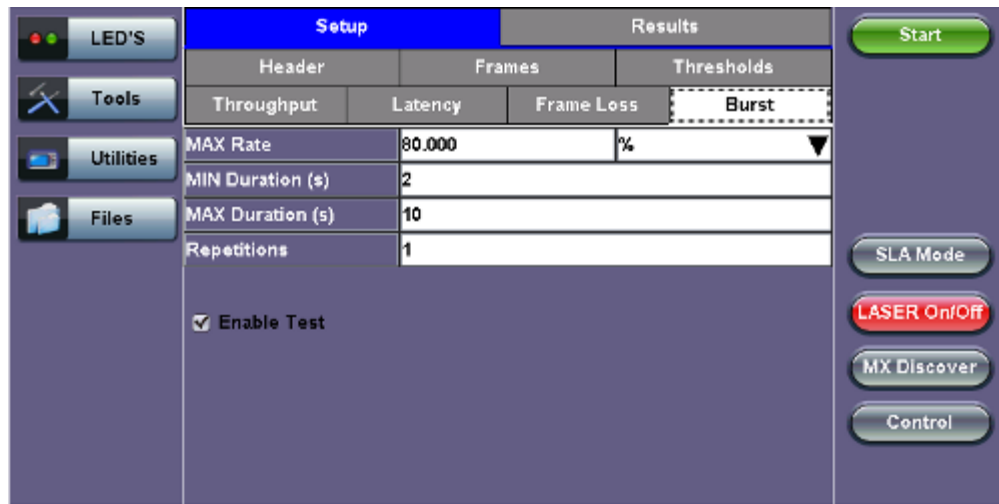 LED'S
Tools
Utilities
Files
Setup Results
Header Frames Thresholds
Throughput Latency Frame Loss Burst
MAX Rate 80.000 %
MIN Duration (s) 2
MAX Duration (s) 10
Repetitions 1
Enable Test
Start
SLA Mode
LASER On/Off
MX Discover
Control